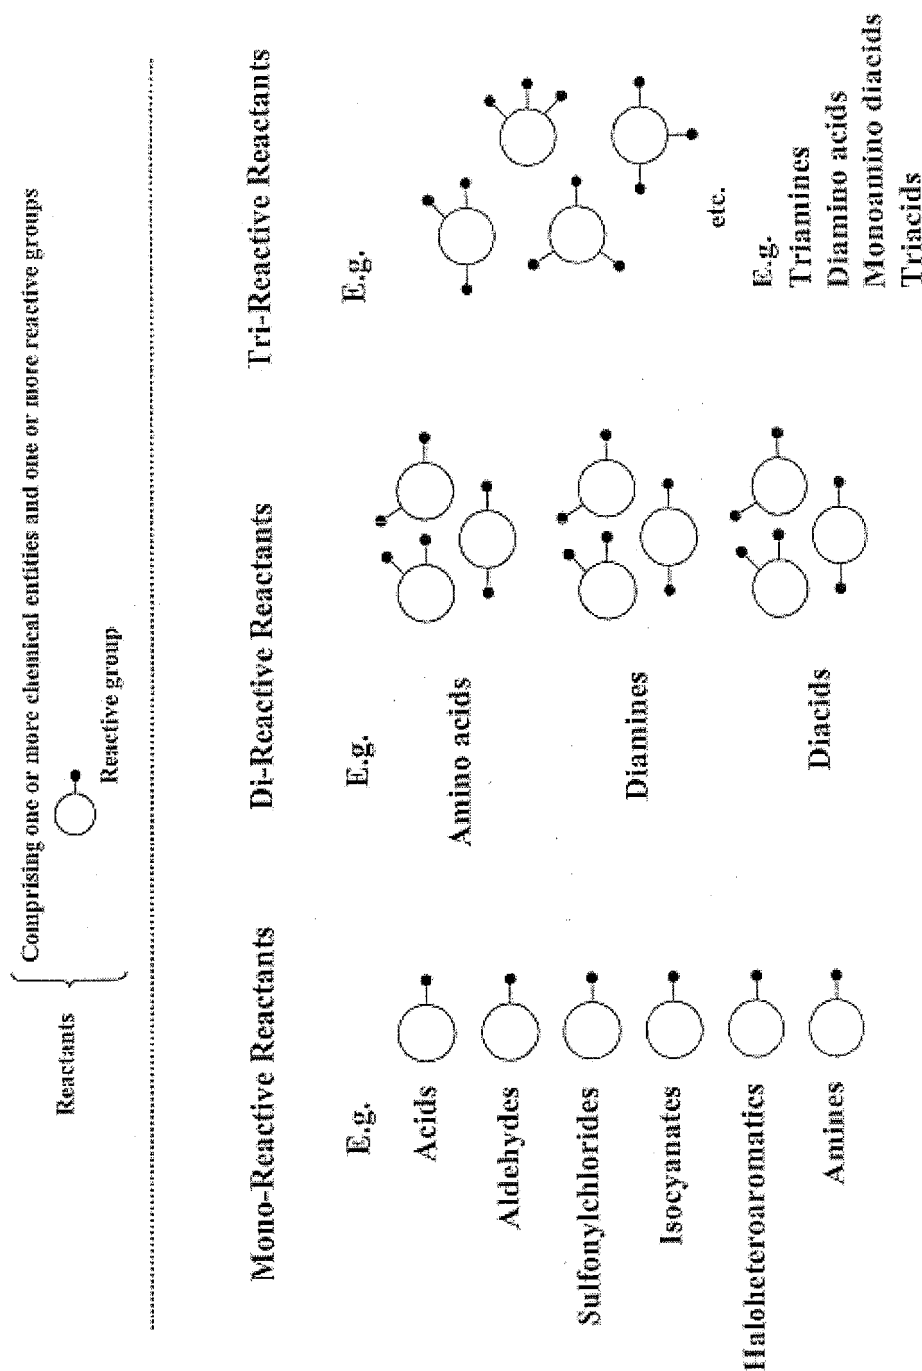 Reactants
Comprising one or more chemical entities and one or more reactive groups
Reactive group
Mono-Reactive Reactants
E.g.
Acids
Aldehydes
Sulfonylchlorides
Isocyanates
Haloheteroaromatics
Amines
Di-Reactive Reactants
E.g.
Amino acids
Diamines
Diacids
Tri-Reactive Reactants
E.g.
etc.
E.g.
Triamines
Diamino acids
Monoamino diacids
Triacids